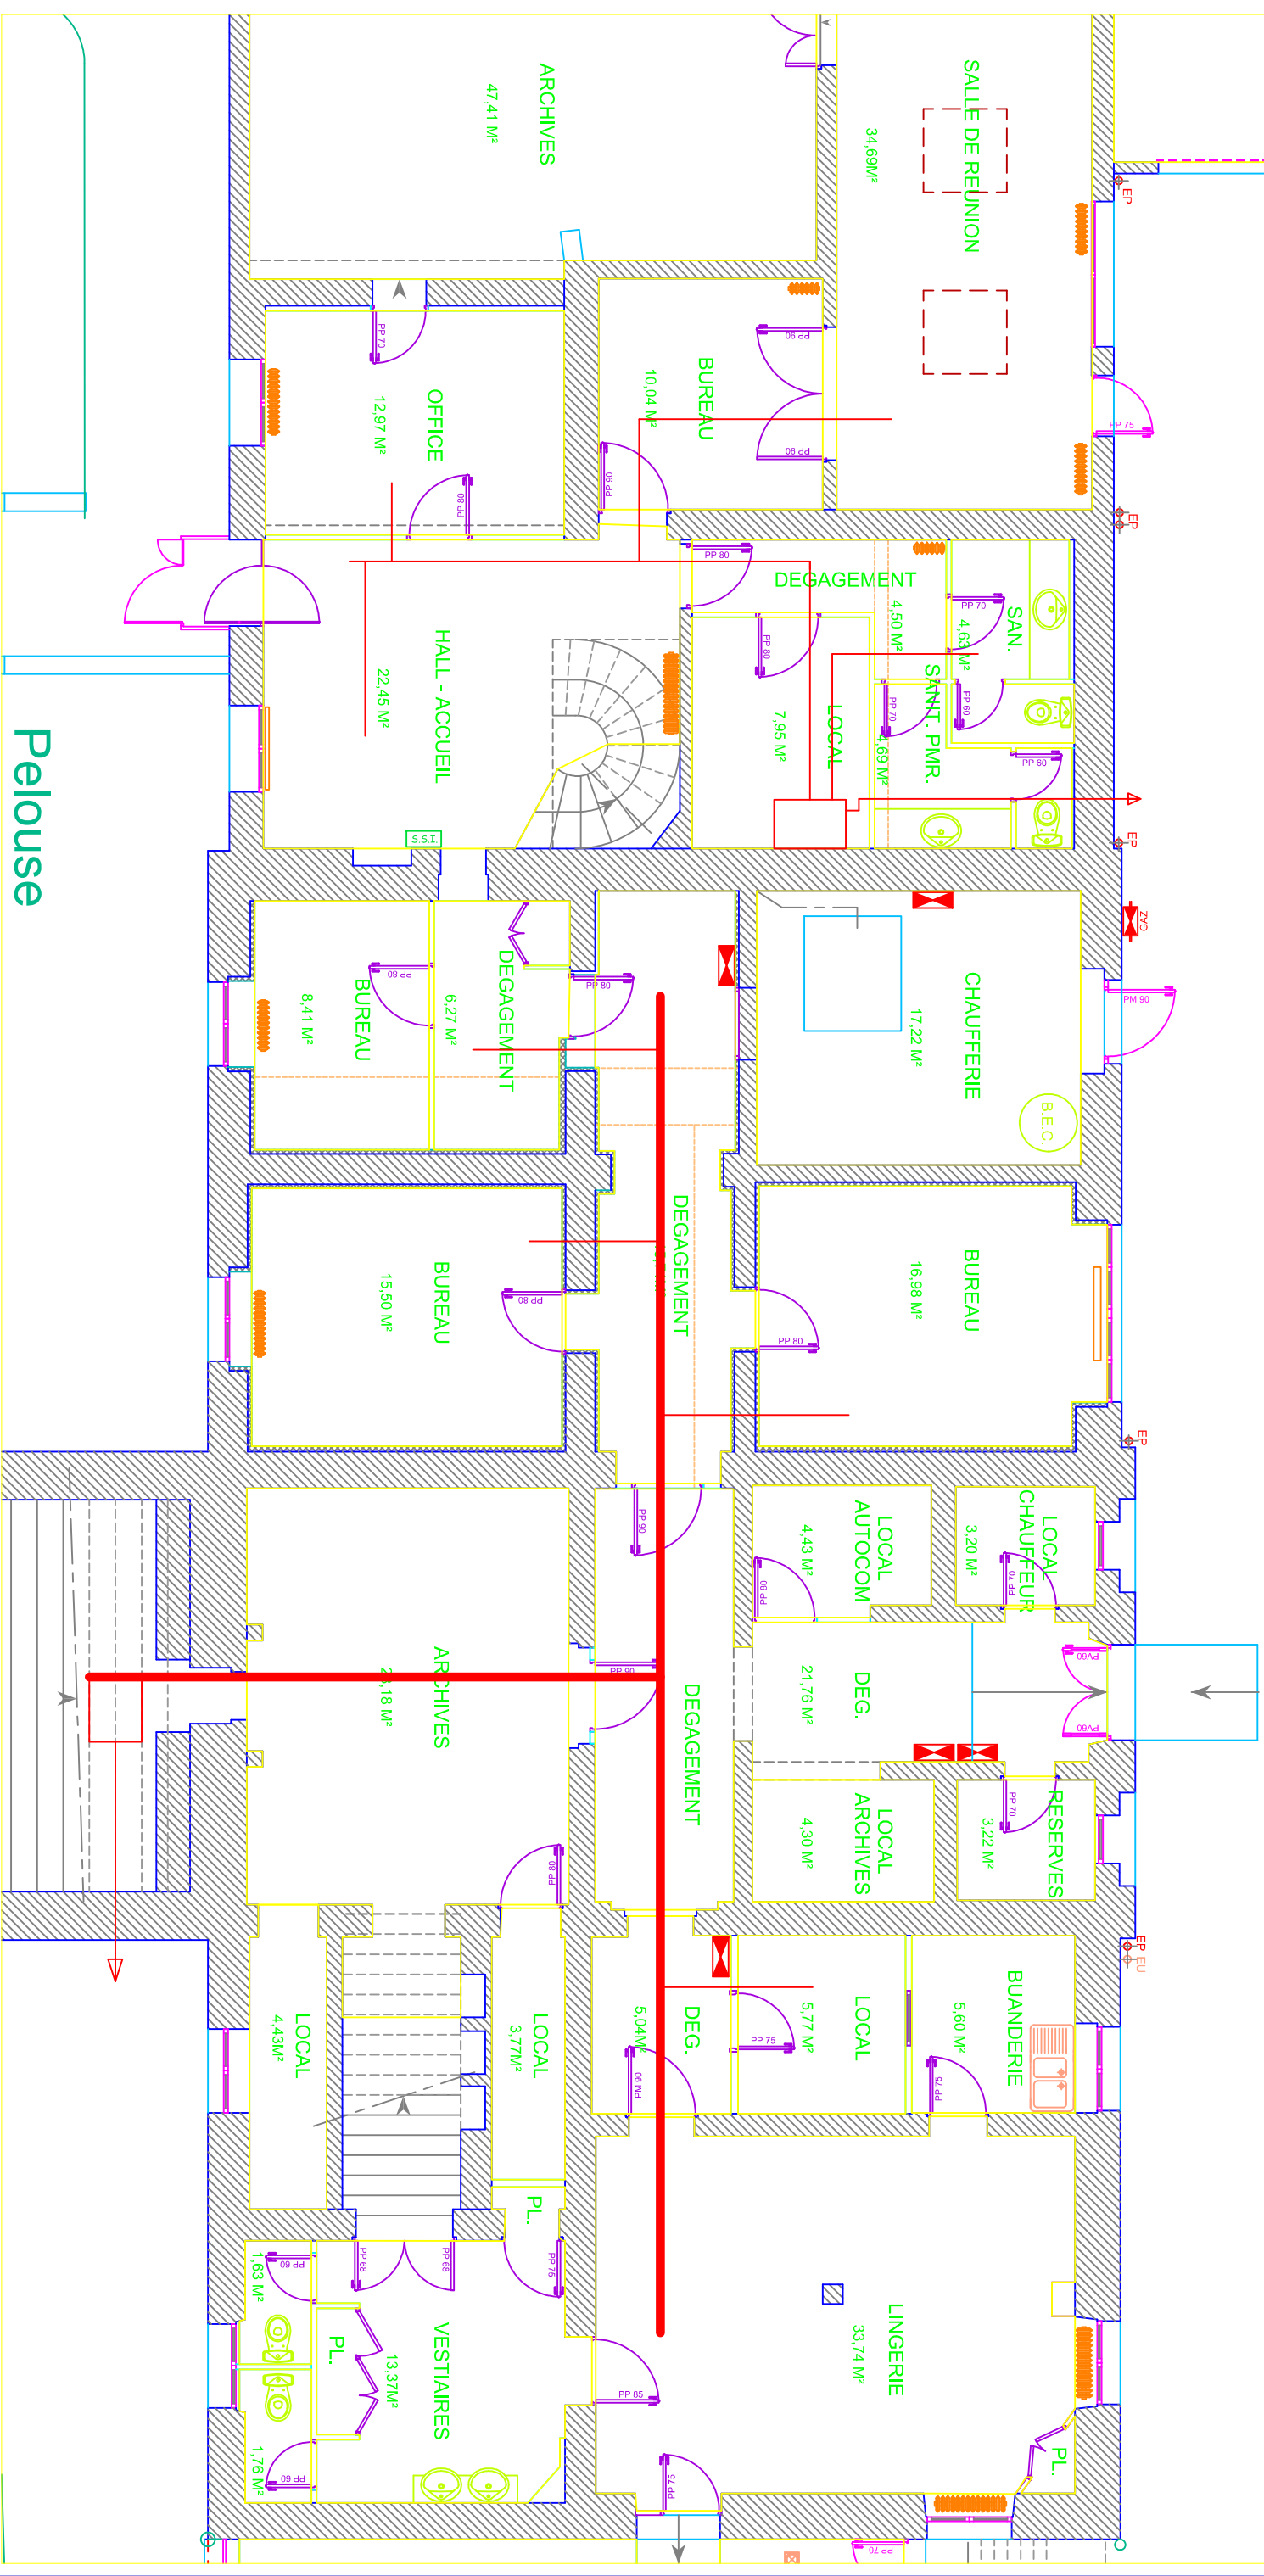 ARCHIVES
47,41 M²
SALLE DE REUNION
34,69M²
EP
PP 70
OFFICE
12,97 M²
PP 80
BUREAU
10,04 M²
PP 90
PP 90
PP 90
PP 75
EP
HALL - ACCUEIL
22,45 M²
S.S.I.
PP 80
DEGAGEMENT
4,50 M²
PP 80
LOCAL
7,95 M²
SAN.
4,63 M²
PP 70
PP 60
PP 70
SANIT. PMR.
4,69 M²
PP 60
EP
GAZ
Pelouse
BUREAU
8,41 M²
PP 80
DEGAGEMENT
6,27 M²
PP 80
CHAUFFERIE
17,22 M²
B.E.C.
PM 90
BUREAU
15,50 M²
PP 80
DEGAGEMENT
BUREAU
16,98 M²
PP 80
EP
PP 90
LOCAL
AUTOCOM
4,43 M²
PP 80
LOCAL
CHAUFFEUR
3,20 M²
PP 70
ARCHIVES
PP 90
PP 80
DEGAGEMENT
DEG.
21,76 M²
PV60
PV60
LOCAL
ARCHIVES
4,30 M²
RESERVES
3,22 M²
PP 70
EP
EU
LOCAL
4,43M²
LOCAL
3,77M²
PL.
DEG.
5,04M²
PM 90
LOCAL
5,77 M²
PP 75
BUANDERIE
5,60 M²
PP 75
1,63 M²
PP 60
PP 68
PP 68
PP 75
PL.
VESTIAIRES
13,37M²
1,76 M²
PP 60
LINGERIE
33,74 M²
PP 85
PL.
PP 75
PP 70